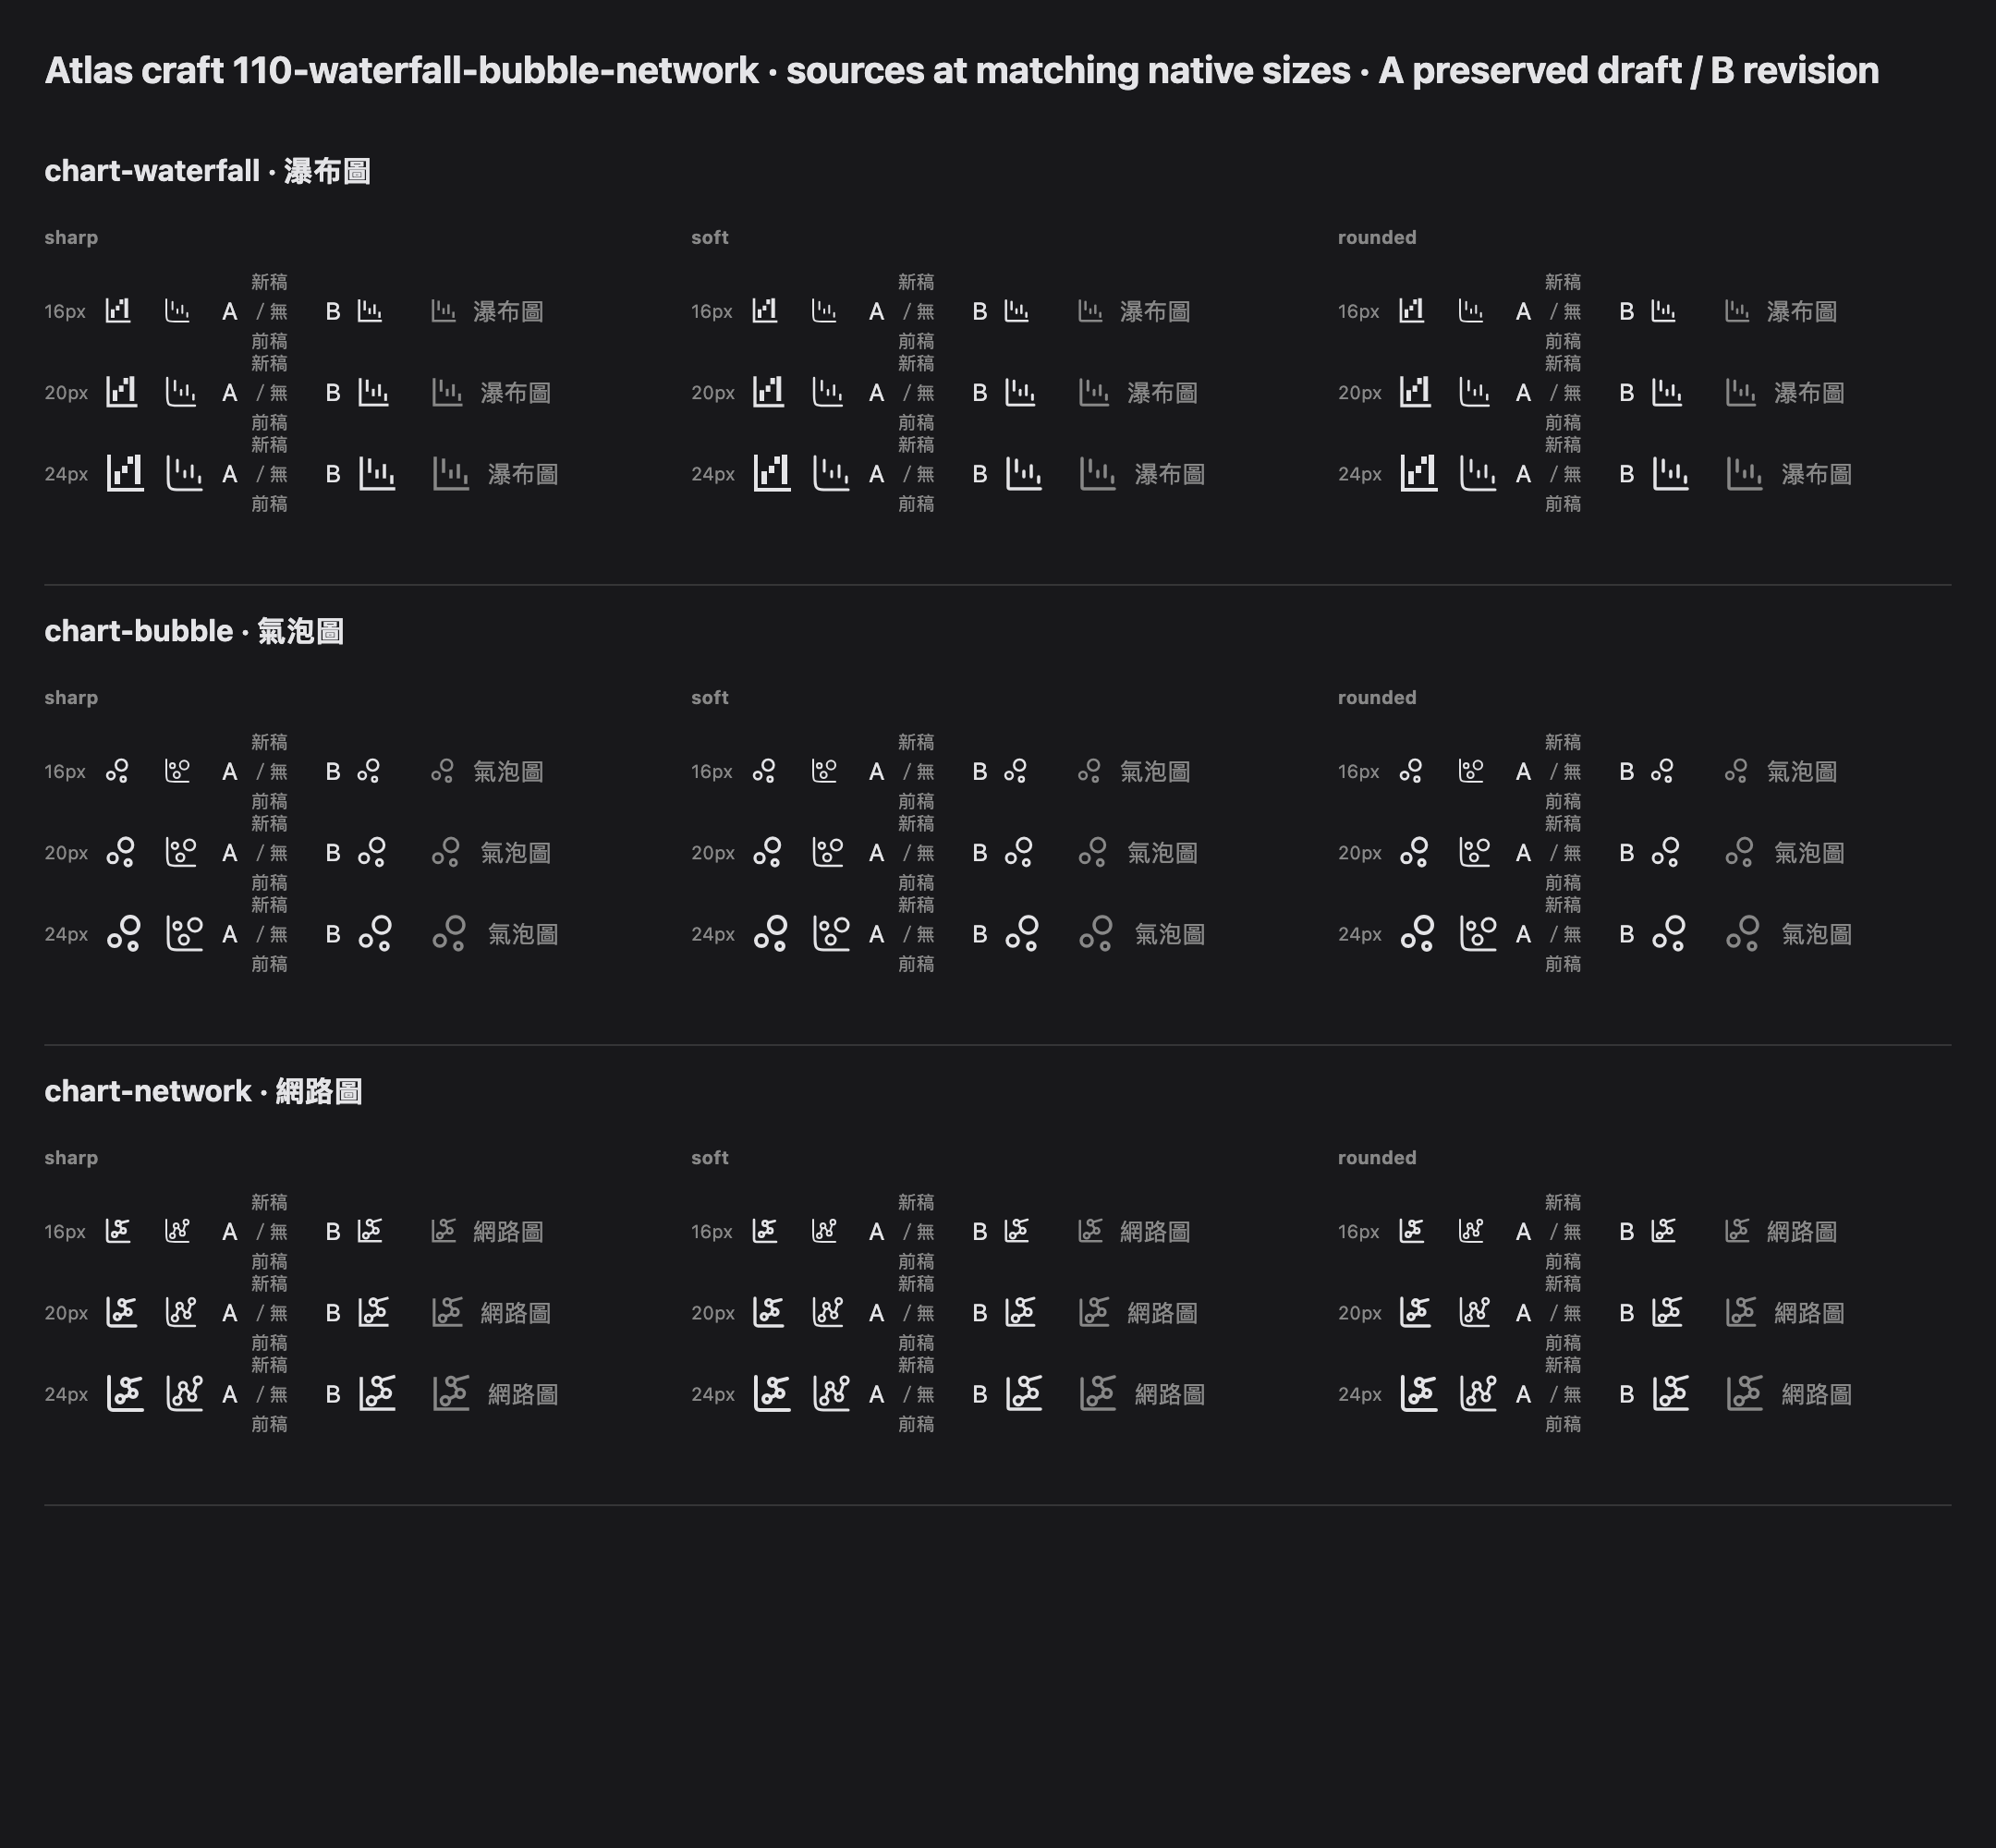 Atlas craft 110-waterfall-bubble-network · sources at matching native sizes · A preserved draft / B revision
chart-waterfall · 瀑布圖
sharp
16px A 新稿 / 無前稿 B 瀑布圖
20px A 新稿 / 無前稿 B 瀑布圖
24px A 新稿 / 無前稿 B 瀑布圖
soft
16px A 新稿 / 無前稿 B 瀑布圖
20px A 新稿 / 無前稿 B 瀑布圖
24px A 新稿 / 無前稿 B 瀑布圖
rounded
16px A 新稿 / 無前稿 B 瀑布圖
20px A 新稿 / 無前稿 B 瀑布圖
24px A 新稿 / 無前稿 B 瀑布圖
chart-bubble · 氣泡圖
sharp
16px A 新稿 / 無前稿 B 氣泡圖
20px A 新稿 / 無前稿 B 氣泡圖
24px A 新稿 / 無前稿 B 氣泡圖
soft
16px A 新稿 / 無前稿 B 氣泡圖
20px A 新稿 / 無前稿 B 氣泡圖
24px A 新稿 / 無前稿 B 氣泡圖
rounded
16px A 新稿 / 無前稿 B 氣泡圖
20px A 新稿 / 無前稿 B 氣泡圖
24px A 新稿 / 無前稿 B 氣泡圖
chart-network · 網路圖
sharp
16px A 新稿 / 無前稿 B 網路圖
20px A 新稿 / 無前稿 B 網路圖
24px A 新稿 / 無前稿 B 網路圖
soft
16px A 新稿 / 無前稿 B 網路圖
20px A 新稿 / 無前稿 B 網路圖
24px A 新稿 / 無前稿 B 網路圖
rounded
16px A 新稿 / 無前稿 B 網路圖
20px A 新稿 / 無前稿 B 網路圖
24px A 新稿 / 無前稿 B 網路圖